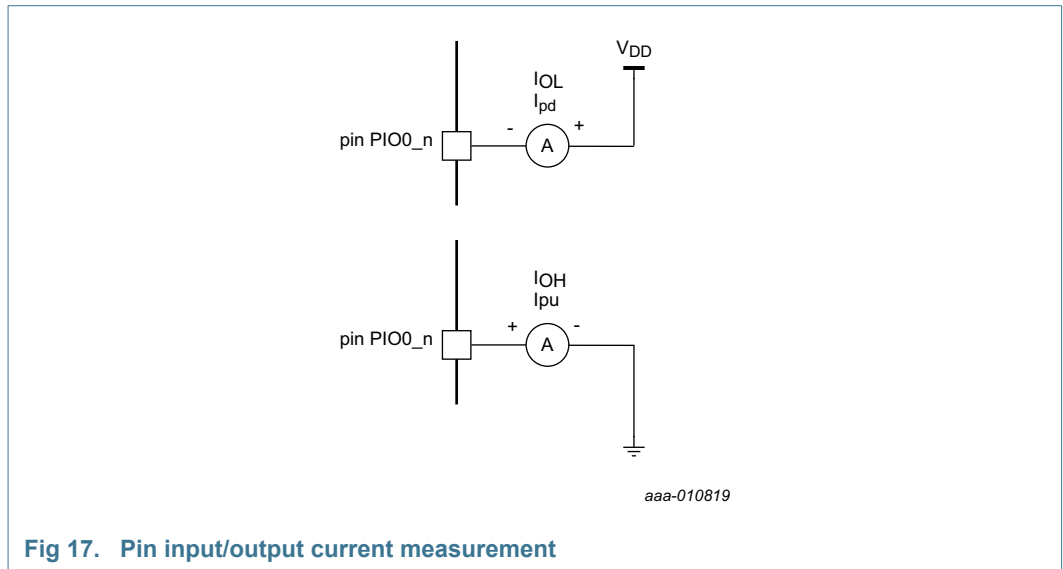 VDD
IOL
Ipd
- +
A
pin PIO0_n
IOH
Ipu
+ -
A
pin PIO0_n
aaa-010819
Fig 17. Pin input/output current measurement